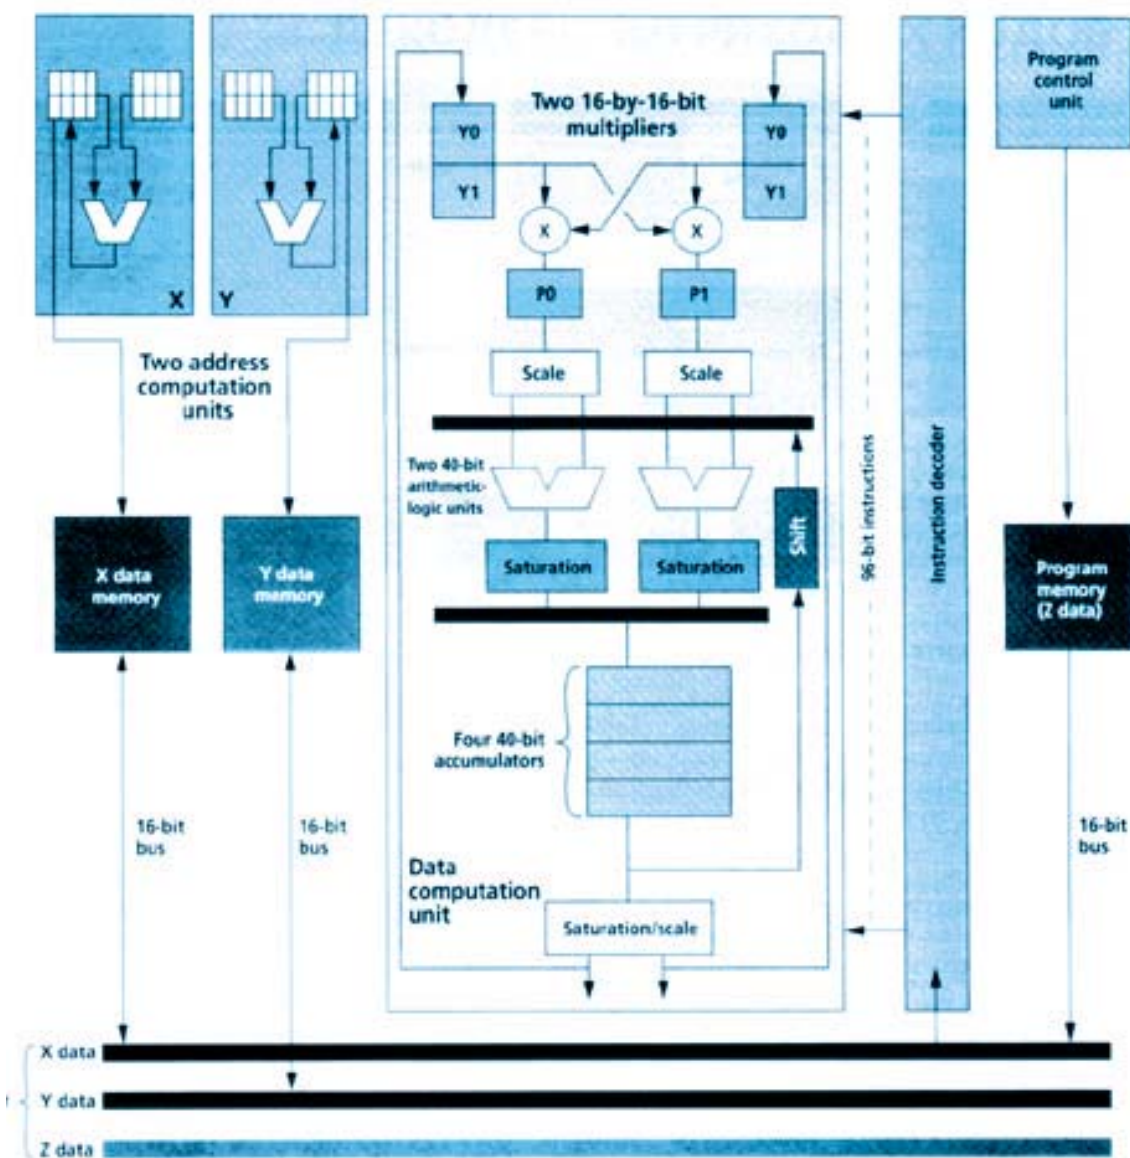 X
Y
Two address
computation
units
X data
memory
Y data
memory
16-bit
bus
16-bit
bus
Two 16-by-16-bit
multipliers
Y0
Y1
Y0
Y1
X
X
P0
P1
Scale
Scale
Two 40-bit
arithmetic-
logic units
Saturation
Saturation
Shift
Four 40-bit
accumulators
Data
computation
unit
Saturation/scale
96-bit instructions
Instruction decoder
Program
control
unit
Program
memory
(Z data)
16-bit
bus
X data
Y data
Z data